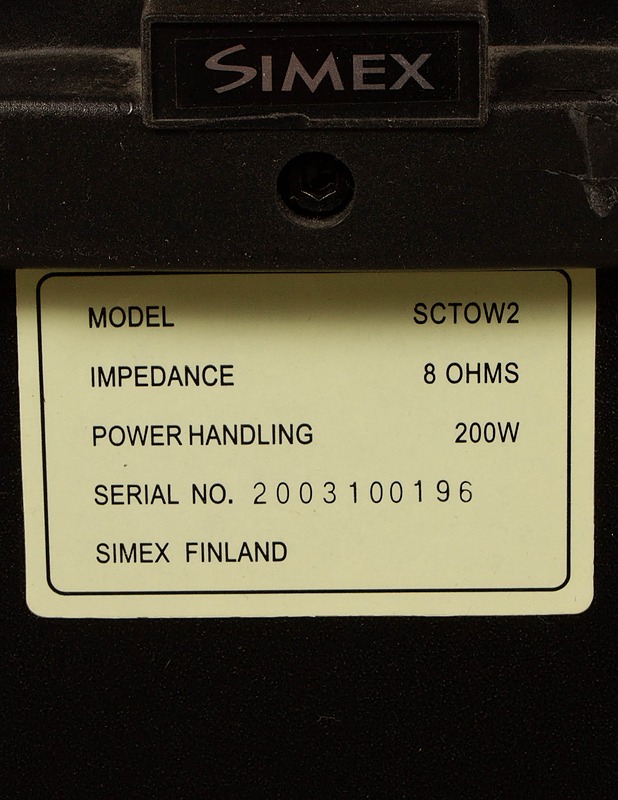 SIMEX
MODEL SCTOW2
IMPEDANCE 8 OHMS
POWER HANDLING 200W
SERIAL NO. 2003100196
SIMEX FINLAND